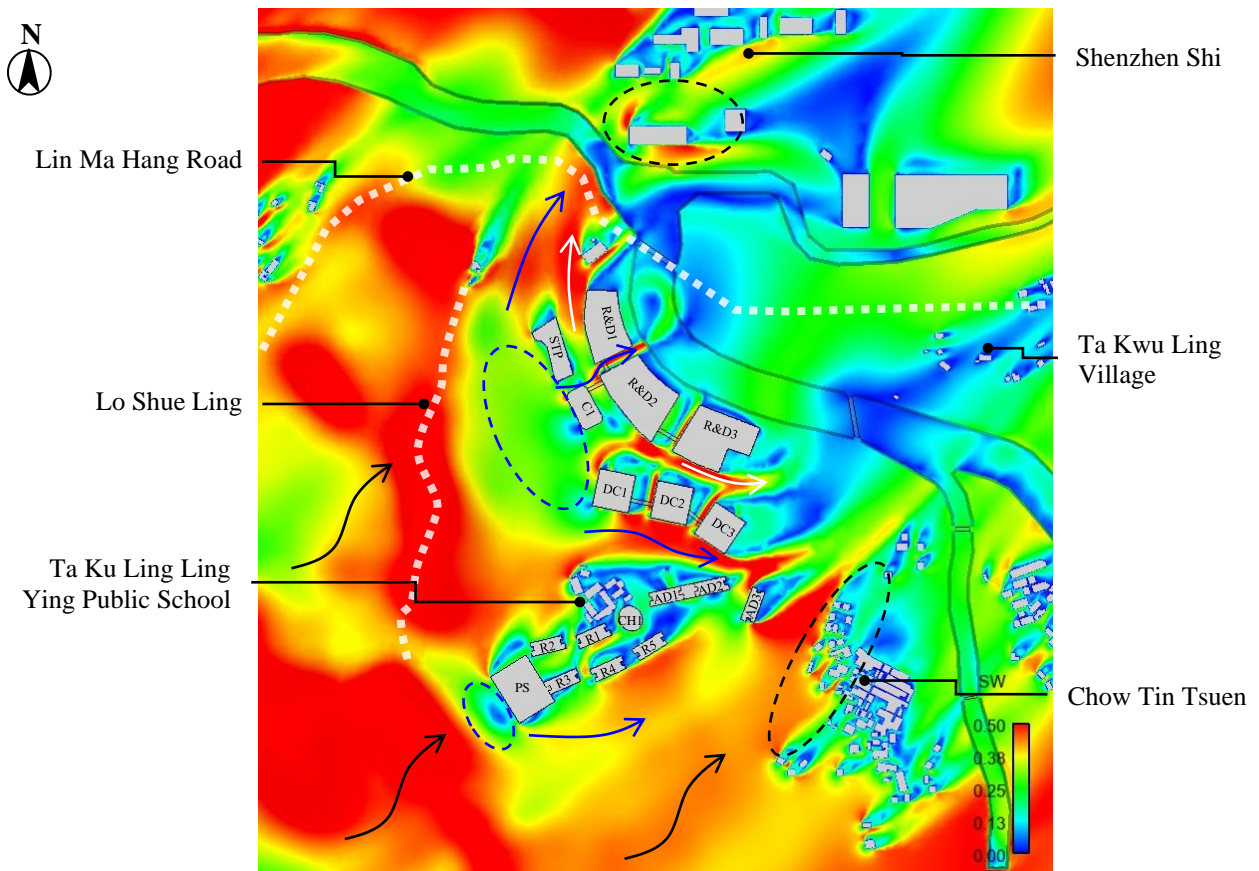 N
Shenzhen Shi
Lin Ma Hang Road
R&D1
STP
Ta Kwu Ling
Village
R&D2
C1
Lo Shue Ling
R&D3
DC1
DC2
DC3
Ta Ku Ling Ling
Ying Public School
AD1
AD2
AD3
CH1
R1
R2
R5
R4
R3
PS
SW
Chow Tin Tsuen
0.50
0.38
0.25
0.13
0.00